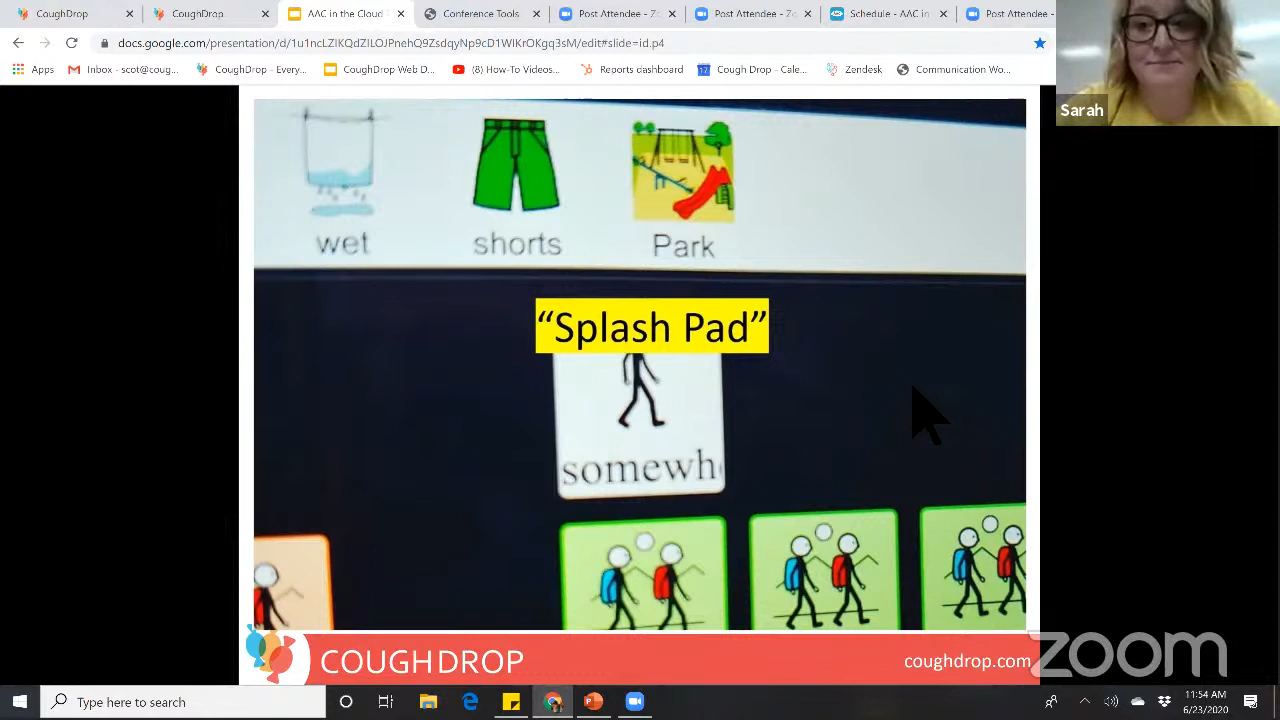 CoughDrop
CoughDrop.
AAC in the Cloud
Conference Tools
Post Attendee - Z
Post Attendee - Zo
Schedule - AAC in
Post Attendee -
docs.google.com/presentation/d/1u1ncLZlKOdZlLOJPnehQ9ZsdqyNp9cD1WIKrOKgq3sM/edit#slide=id.p4
Apps
Inbox - scot@coug...
CoughDrop - Every...
CoughDrop Web D...
(8) How-To Videos...
Reports dashboard
Cough Drop - Cale...
Zendesk
Communication Wo...
Sarah
wet
shorts
Park
“Splash Pad”
somewh
COUGHDROP
coughdrop.com
zoom
Type here to search
11:54 AM
6/23/2020